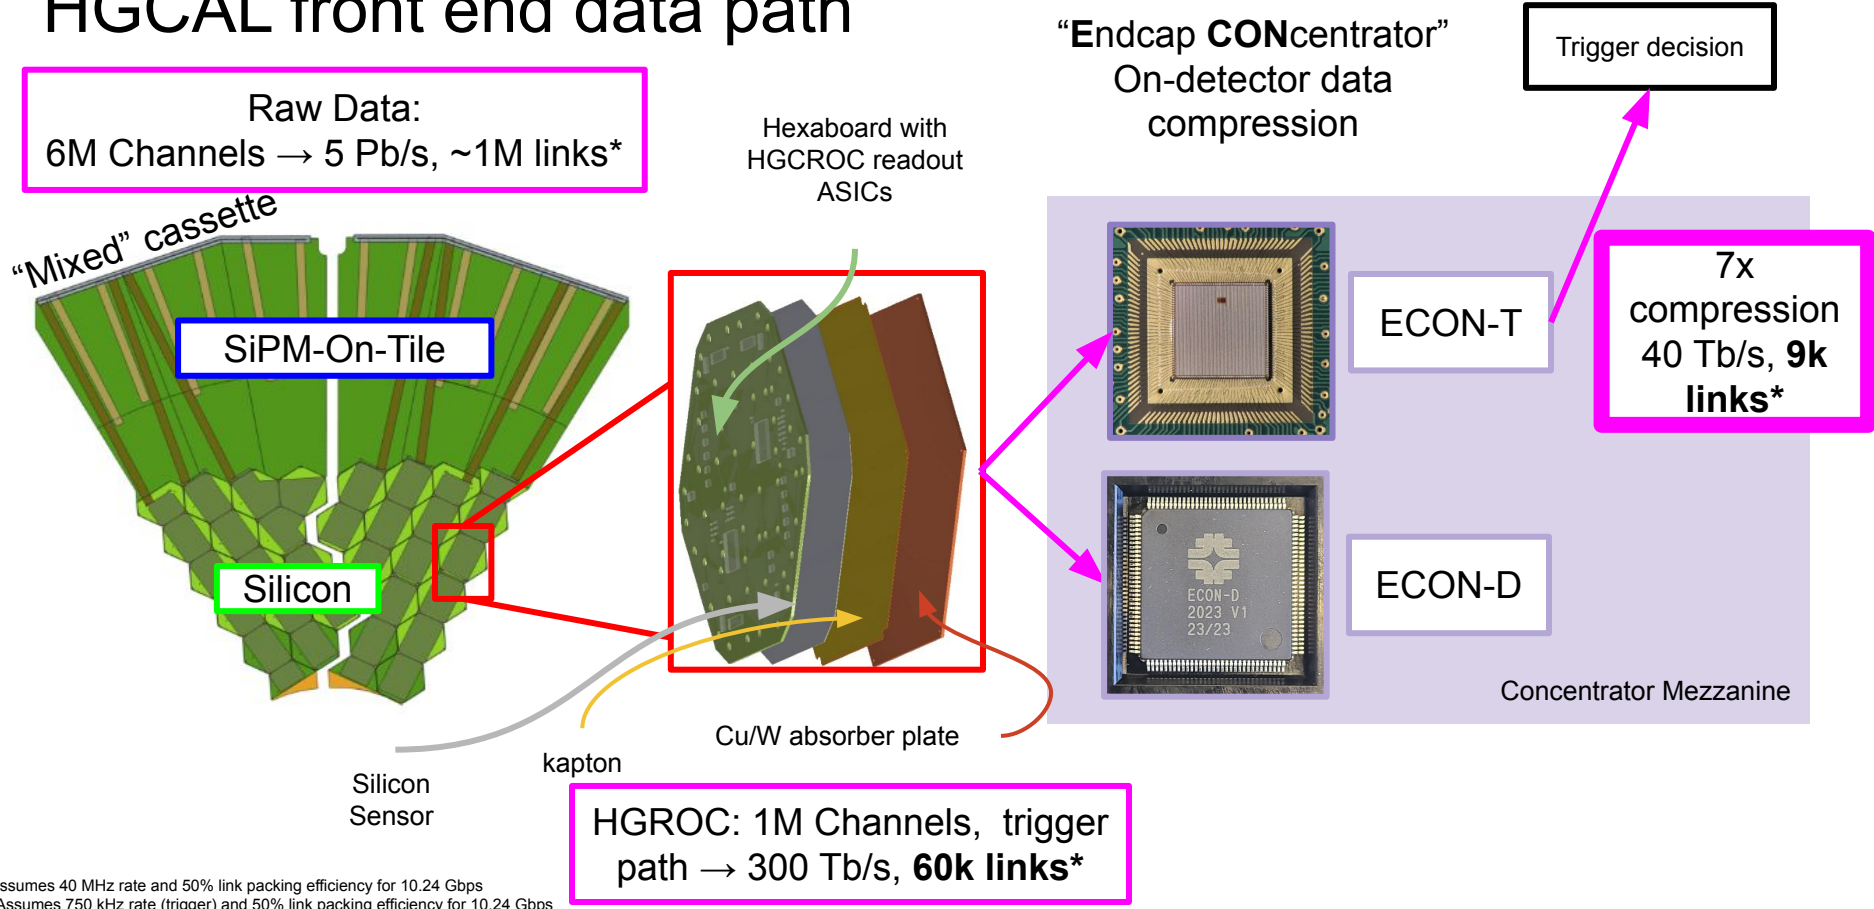 HGCAL front end data path
"Endcap CONcentrator"
On-detector data
compression
Trigger decision
Raw Data:
6M Channels → 5 Pb/s, ~1M links*
Hexaboard with
HGCROC readout
ASICs
"Mixed" cassette
SiPM-On-Tile
Silicon
ECON-T
7x
compression
40 Tb/s, 9k
links*
ECON-D
2023 V1
23/23
ECON-D
Concentrator Mezzanine
Cu/W absorber plate
kapton
Silicon
Sensor
HGROC: 1M Channels, trigger
path → 300 Tb/s, 60k links*
ssumes 40 MHz rate and 50% link packing efficiency for 10.24 Gbps
Assumes 750 kHz rate (trigger) and 50% link packing efficiency for 10.24 Gbps